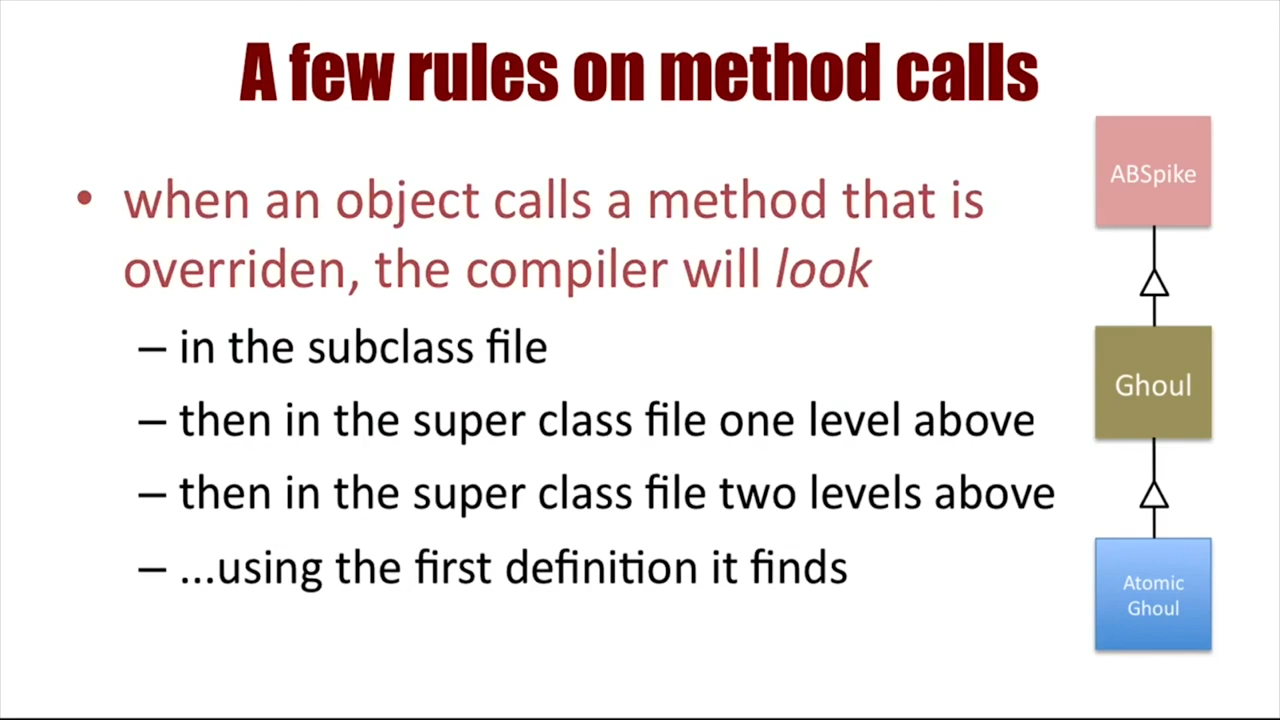 A few rules on method calls
• when an object calls a method that is
overriden, the compiler will look
– in the subclass file
– then in the super class file one level above
– then in the super class file two levels above
– ...using the first definition it finds
ABSpike
Ghoul
Atomic
Ghoul